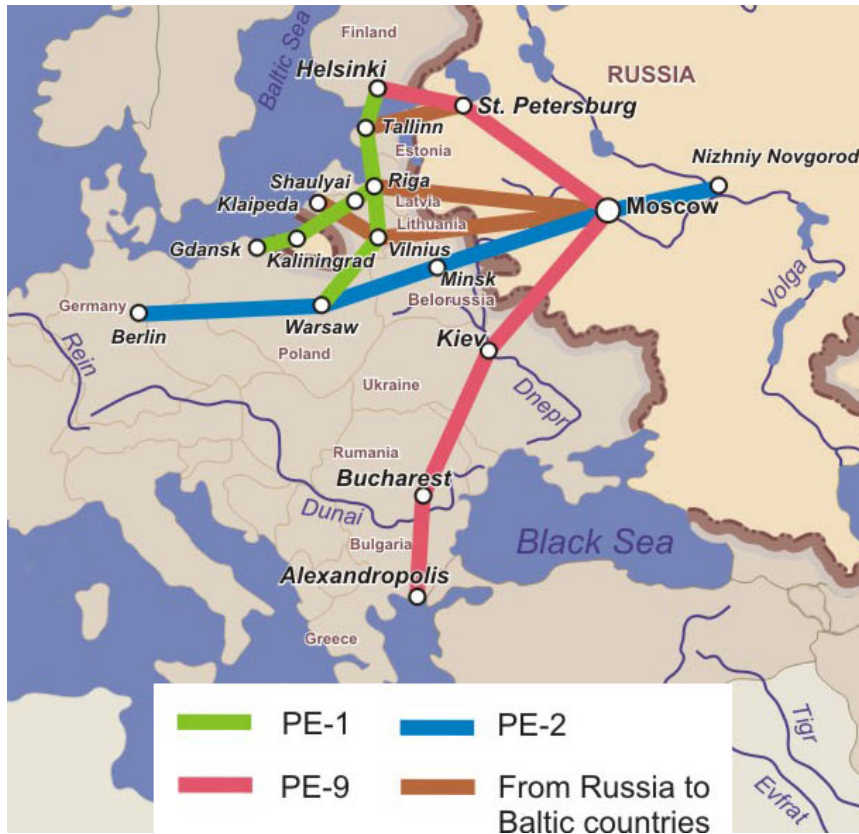 Finland
Helsinki
Baltic Sea
RUSSIA
St. Petersburg
Tallinn
Estonia
Nizhniy Novgorod
Shaulyai
Riga
Klaipeda
Latvia
Moscow
Lithuania
Gdansk
Vilnius
Kaliningrad
Minsk
Volga
Germany
Belorussia
Berlin
Warsaw
Rein
Kiev
Poland
Ukraine
Dnepr
Rumania
Bucharest
Dunai
Black Sea
Bulgaria
Alexandropolis
Greece
PE-1
PE-2
Tigr
PE-9
From Russia to
Baltic countries
Evfrat